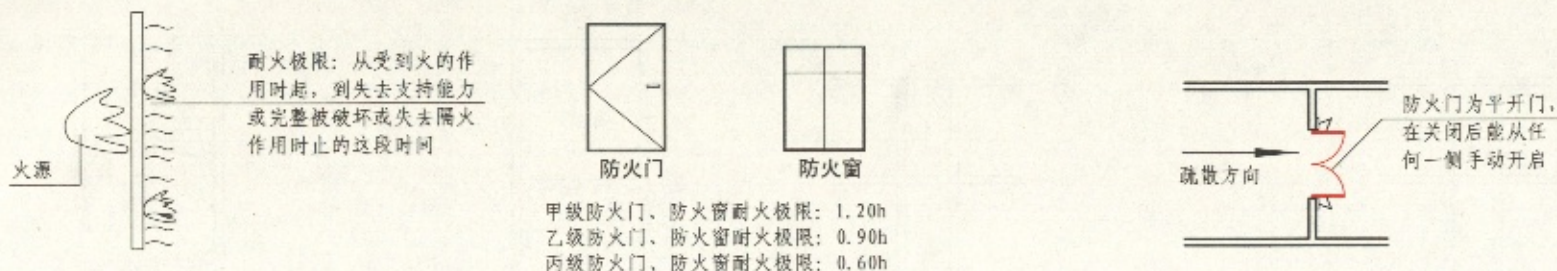 耐火极限：从受到火的作
用时起，到失去支持能力
或完整被破坏或失去隔火
作用时止的这段时间
火源
防火门
防火窗
甲级防火门、防火窗耐火极限：1.20h
乙级防火门、防火窗耐火极限：0.90h
丙级防火门、防火窗耐火极限：0.60h
疏散方向
防火门为平开门，
在关闭后能从任
何一侧手动开启